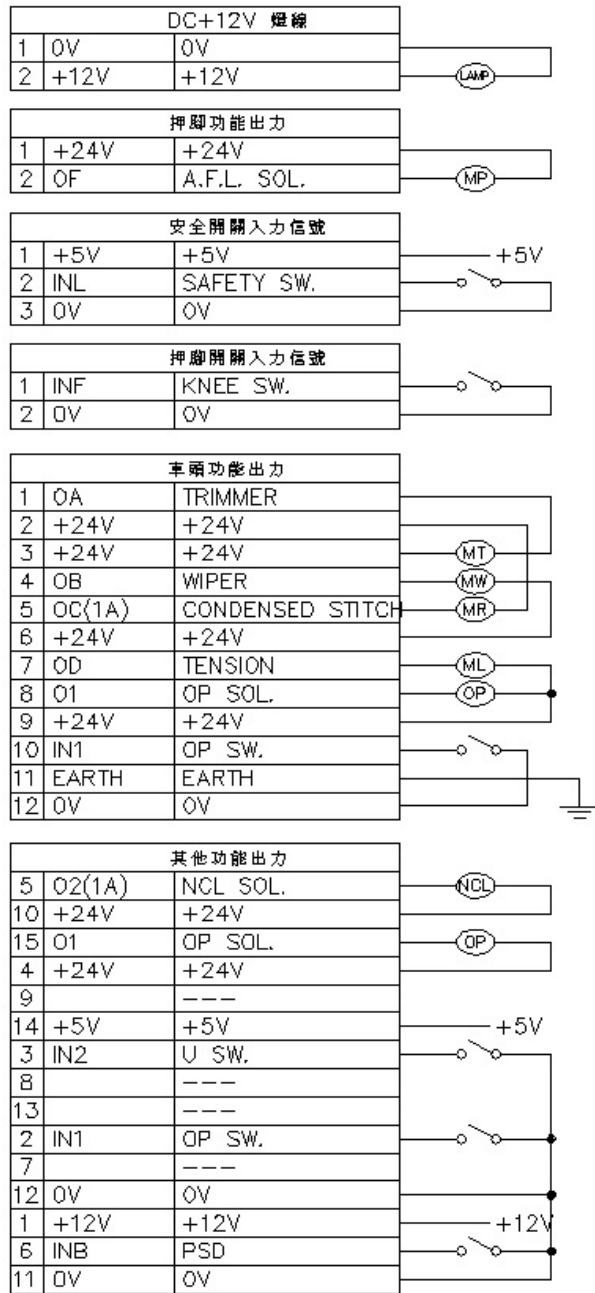 DC+12V 燈線
1 0V 0V
2 +12V +12V LAMP
押腳功能出力
1 +24V +24V
2 OF A.F.L. SOL. MP
安全開關入力信號
1 +5V +5V +5V
2 INL SAFETY SW.
3 0V 0V
押腳開關入力信號
1 INF KNEE SW.
2 0V 0V
車頭功能出力
1 OA TRIMMER
2 +24V +24V
3 +24V +24V MT
4 OB WIPER MW
5 OC(1A) CONDENSED STITCH MR
6 +24V +24V
7 OD TENSION ML
8 O1 OP SOL. OP
9 +24V +24V
10 IN1 OP SW.
11 EARTH EARTH
12 0V 0V
其他功能出力
5 O2(1A) NCL SOL. NCL
10 +24V +24V
15 O1 OP SOL. OP
4 +24V +24V
9 ---
14 +5V +5V +5V
3 IN2 U SW.
8 ---
13 ---
2 IN1 OP SW.
7 ---
12 0V 0V
1 +12V +12V +12V
6 INB PSD
11 0V 0V